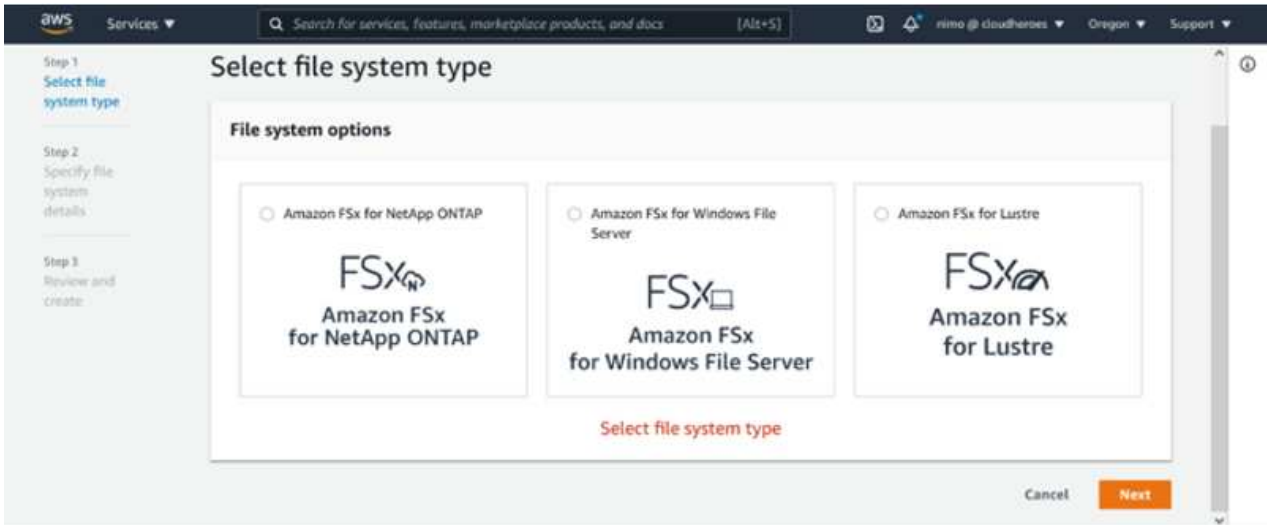 aws Services ▼ Search for services, features, marketplace products, and docs [Alt+S] nimo @ cloudheroes ▼ Oregon ▼ Support ▼
Step 1
Select file
system type
Step 2
Specify file
system
details
Step 3
Review and
create
Select file system type
File system options
Amazon FSx for NetApp ONTAP
FSx N
Amazon FSx
for NetApp ONTAP
Amazon FSx for Windows File
Server
FSx
Amazon FSx
for Windows File Server
Amazon FSx for Lustre
FSx
Amazon FSx
for Lustre
Select file system type
Cancel Next